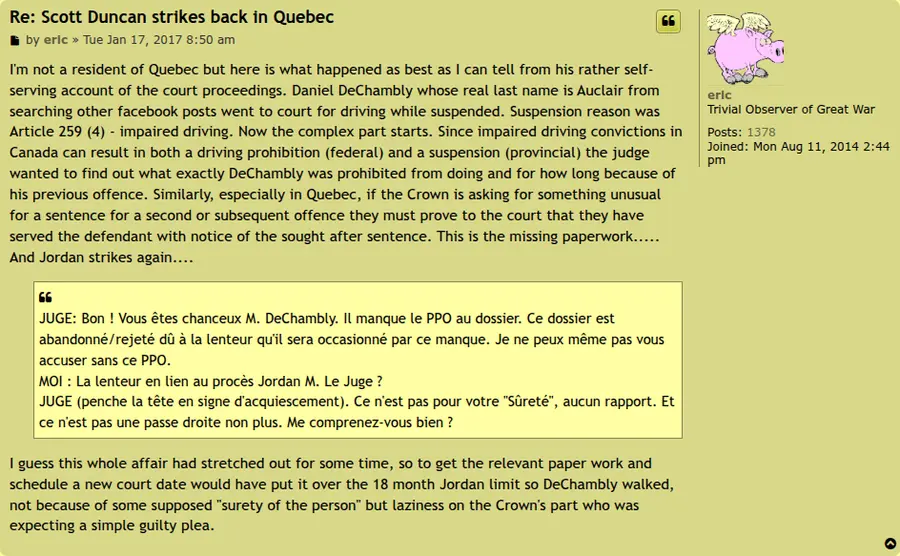 Re: Scott Duncan strikes back in Quebec
by eric » Tue Jan 17, 2017 8:50 am
I'm not a resident of Quebec but here is what happened as best as I can tell from his rather self-
serving account of the court proceedings. Daniel DeChambly whose real last name is Auclair from
searching other facebook posts went to court for driving while suspended. Suspension reason was
Article 259 (4) - impaired driving. Now the complex part starts. Since impaired driving convictions in
Canada can result in both a driving prohibition (federal) and a suspension (provincial) the judge
wanted to find out what exactly DeChambly was prohibited from doing and for how long because of
his previous offence. Similarly, especially in Quebec, if the Crown is asking for something unusual
for a sentence for a second or subsequent offence they must prove to the court that they have
served the defendant with notice of the sought after sentence. This is the missing paperwork.....
And Jordan strikes again....
JUGE: Bon ! Vous êtes chanceux M. DeChambly. Il manque le PPO au dossier. Ce dossier est
abandonné/rejeté dû à la lenteur qu'il sera occasionné par ce manque. Je ne peux même pas vous
accuser sans ce PPO.
MOI : La lenteur en lien au procès Jordan M. Le Juge ?
JUGE (penche la tête en signe d'acquiescement). Ce n'est pas pour votre "Sûreté", aucun rapport. Et
ce n'est pas une passe droite non plus. Me comprenez-vous bien ?
I guess this whole affair had stretched out for some time, so to get the relevant paper work and
schedule a new court date would have put it over the 18 month Jordan limit so DeChambly walked,
not because of some supposed "surety of the person" but laziness on the Crown's part who was
expecting a simple guilty plea.
eric
Trivial Observer of Great War
Posts: 1378
Joined: Mon Aug 11, 2014 2:44
pm